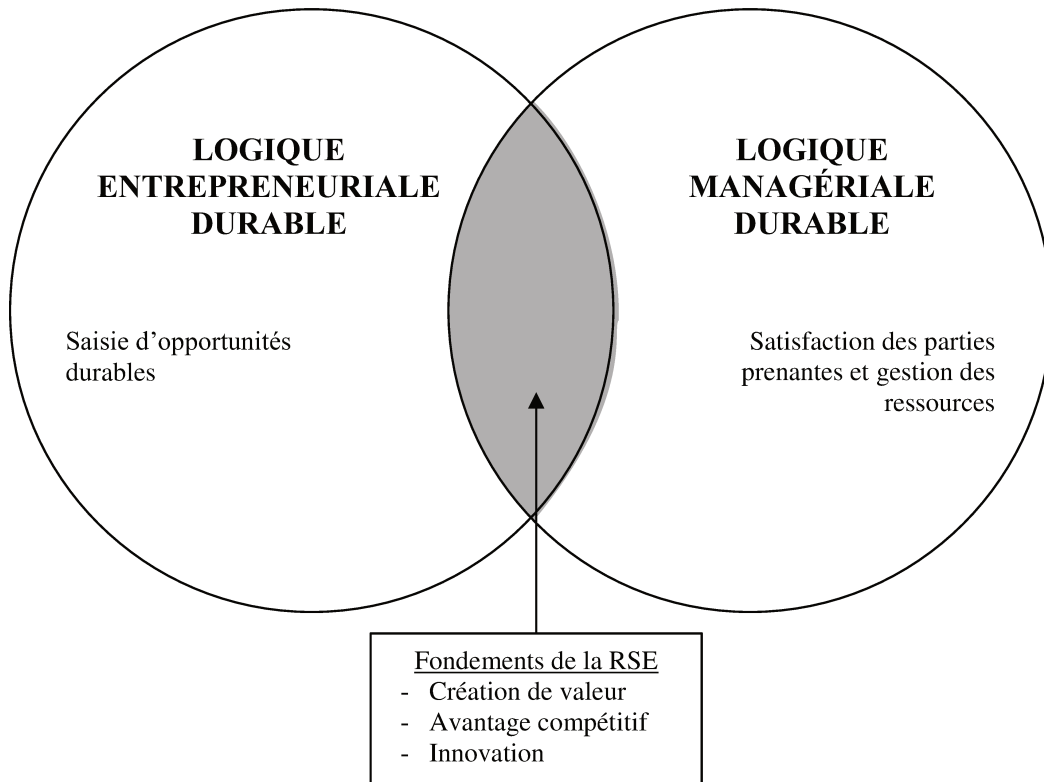 LOGIQUE
ENTREPRENEURIALE
DURABLE
Saisie d’opportunités
durables
LOGIQUE
MANAGÉRIALE
DURABLE
Satisfaction des parties
prenantes et gestion des
ressources
Fondements de la RSE
- Création de valeur
- Avantage compétitif
- Innovation